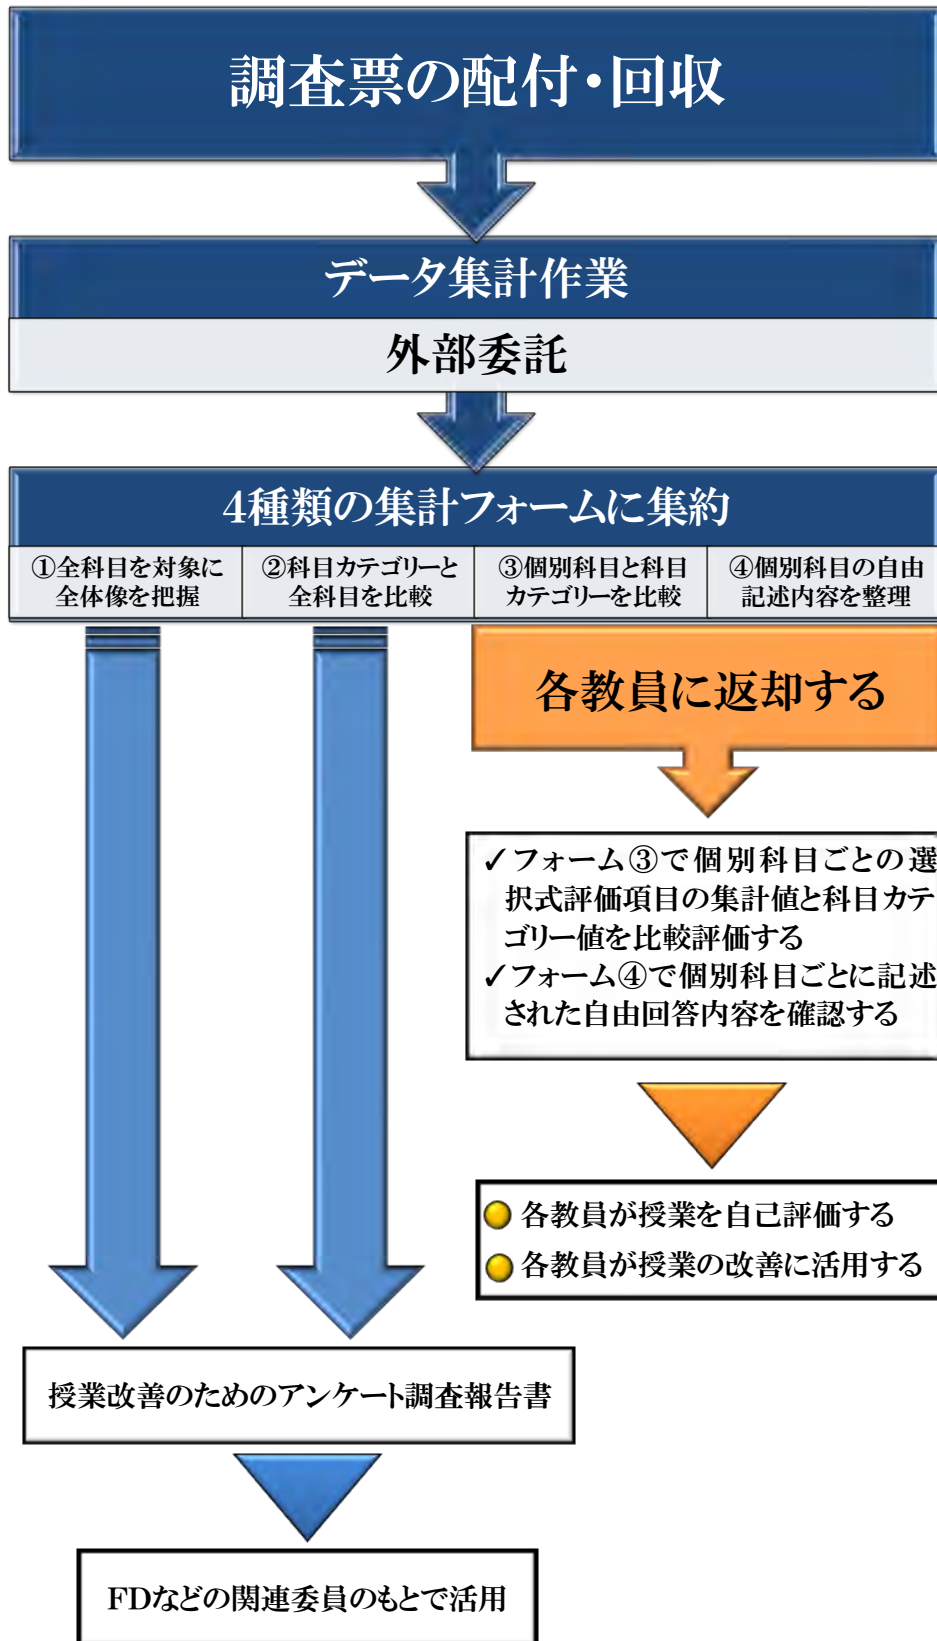 調査票の配付・回収
データ集計作業
外部委託
4種類の集計フォームに集約
①全科目を対象に
全体像を把握
②科目カテゴリーと
全科目を比較
③個別科目と科目
カテゴリーを比較
④個別科目の自由
記述内容を整理
各教員に返却する
✓フォーム③で個別科目ごとの選
択式評価項目の集計値と科目カテ
ゴリー値を比較評価する
✓フォーム④で個別科目ごとに記述
された自由回答内容を確認する
各教員が授業を自己評価する
各教員が授業の改善に活用する
授業改善のためのアンケート調査報告書
FDなどの関連委員のもとで活用